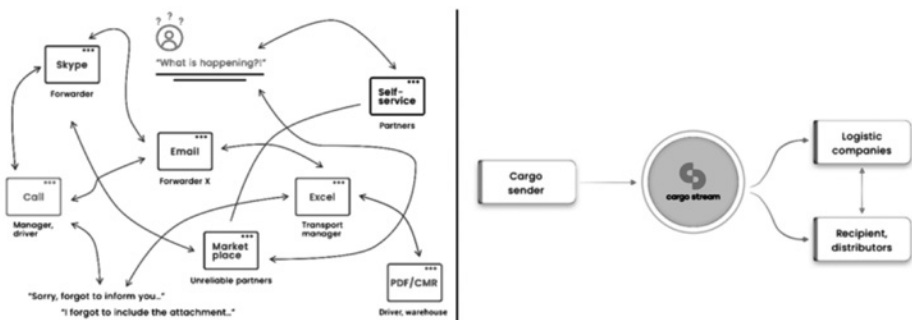 ? ? ?
"What is happening?!"
Skype
Forwarder
Self-
service
Partners
Email
Forwarder X
Call
Manager,
driver
Excel
Transport
manager
Market
place
Unreliable partners
PDF/CMR
Driver, warehouse
"Sorry, forgot to inform you..."
"I forgot to include the attachment..."
Cargo
sender
cargo stream
Logistic
companies
Recipient,
distributors